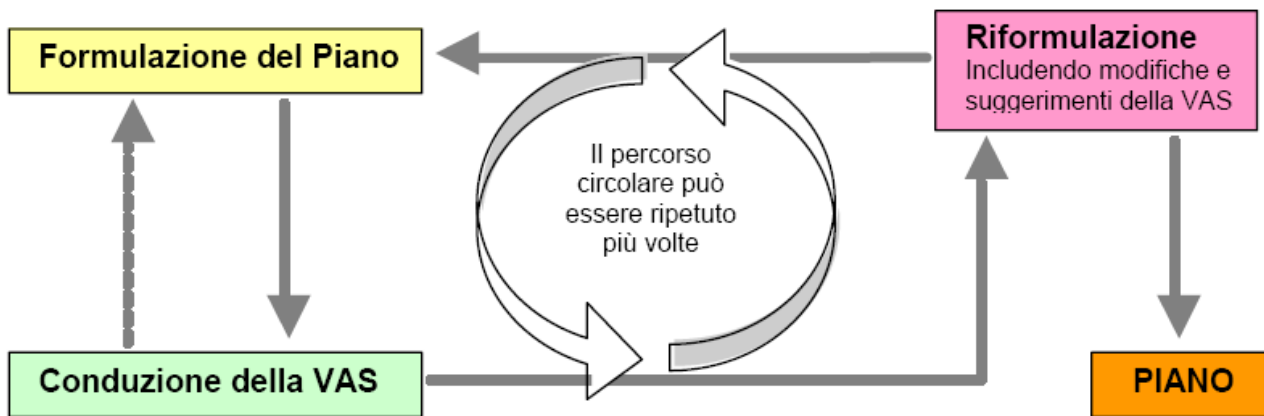 Formulazione del Piano
Riformulazione
Includendo modifiche e
suggerimenti della VAS
Il percorso
circolare può
essere ripetuto
più volte
Conduzione della VAS
PIANO